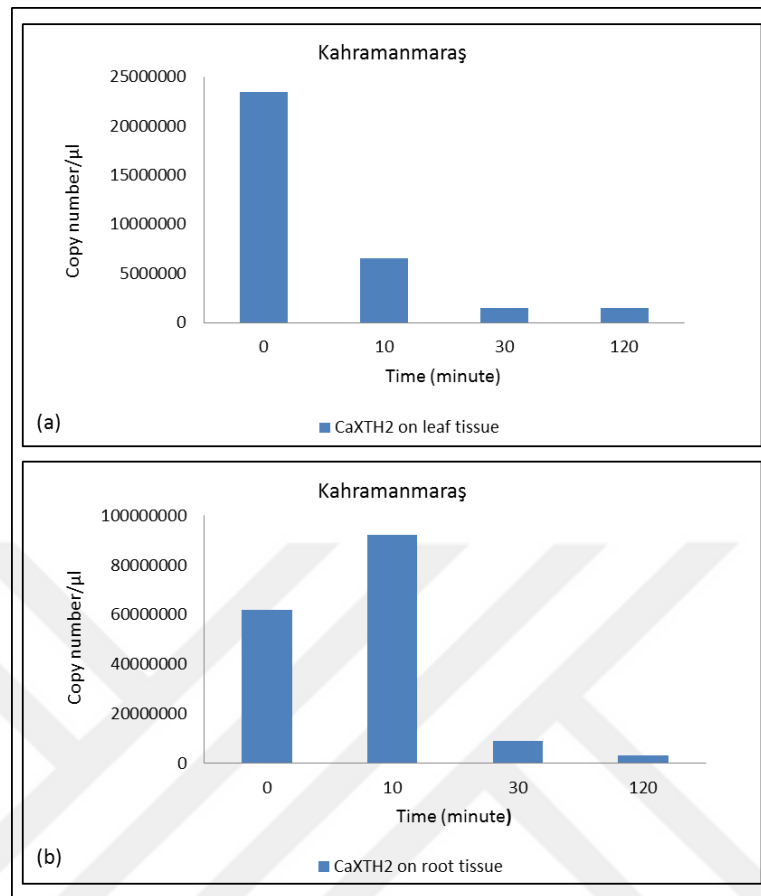 Kahramanmaraş
25000000
20000000
15000000
10000000
5000000
0
Copy number/µl
0 10 30 120
Time (minute)
(a)
CaXTH2 on leaf tissue
Kahramanmaraş
100000000
80000000
60000000
40000000
20000000
0
Copy number/µl
0 10 30 120
Time (minute)
(b)
CaXTH2 on root tissue